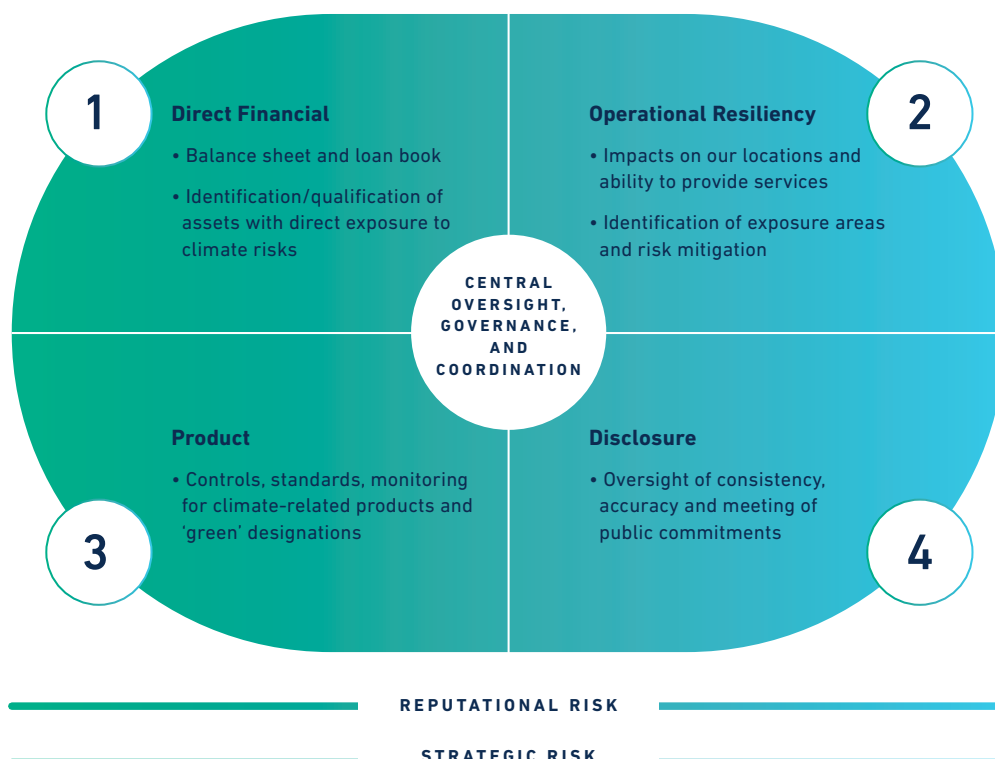 1
Direct Financial
• Balance sheet and loan book
• Identification/qualification of
assets with direct exposure to
climate risks
2
Operational Resiliency
• Impacts on our locations and
ability to provide services
• Identification of exposure areas
and risk mitigation
CENTRAL
OVERSIGHT,
GOVERNANCE,
AND
COORDINATION
3
Product
• Controls, standards, monitoring
for climate-related products and
‘green’ designations
4
Disclosure
• Oversight of consistency,
accuracy and meeting of
public commitments
REPUTATIONAL RISK
STRATEGIC RISK